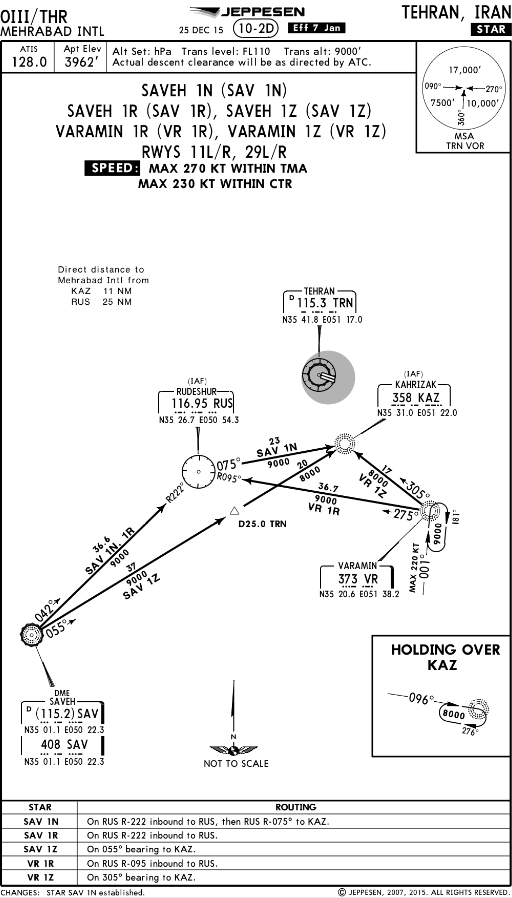 OIII/THR
MEHRABAD INTL
JEPPESEN
25 DEC 15
10-2D
Eff 7 Jan
TEHRAN, IRAN
STAR
ATIS
128.0
Apt Elev
3962'
Alt Set: hPa Trans level: FL110 Trans alt: 9000'
Actual descent clearance will be as directed by ATC.
17,000'
090°
270°
7500'
10,000'
360°
MSA
TRN VOR
SAVEH 1N (SAV 1N)
SAVEH 1R (SAV 1R), SAVEH 1Z (SAV 1Z)
VARAMIN 1R (VR 1R), VARAMIN 1Z (VR 1Z)
RWYS 11L/R, 29L/R
SPEED: MAX 270 KT WITHIN TMA
MAX 230 KT WITHIN CTR
Direct distance to
Mehrabad Intl from
KAZ 11 NM
RUS 25 NM
TEHRAN
D 115.3 TRN
N35 41.8 E051 17.0
(IAF)
RUDESHUR
116.95 RUS
N35 26.7 E050 54.3
(IAF)
KAHRIZAK
358 KAZ
N35 31.0 E051 22.0
075°
R095°
R222°
23
SAV 1N
9000
20
8000
17
8000
VR 1Z
305°
36.7
9000
VR 1R
275°
D25.0 TRN
9000
181°
MAX 220 KT
001°
VARAMIN
373 VR
N35 20.6 E051 38.2
36.6
SAV 1N, 1R
9000
37
9000
SAV 1Z
042°
055°
DME
SAVEH
D (115.2) SAV
N35 01.1 E050 22.3
408 SAV
N35 01.1 E050 22.3
N
NOT TO SCALE
HOLDING OVER
KAZ
096°
8000
276°
STAR ROUTING
SAV 1N On RUS R-222 inbound to RUS, then RUS R-075° to KAZ.
SAV 1R On RUS R-222 inbound to RUS.
SAV 1Z On 055° bearing to KAZ.
VR 1R On RUS R-095 inbound to RUS.
VR 1Z On 305° bearing to KAZ.
CHANGES: STAR SAV 1N established.
© JEPPESEN, 2007, 2015. ALL RIGHTS RESERVED.